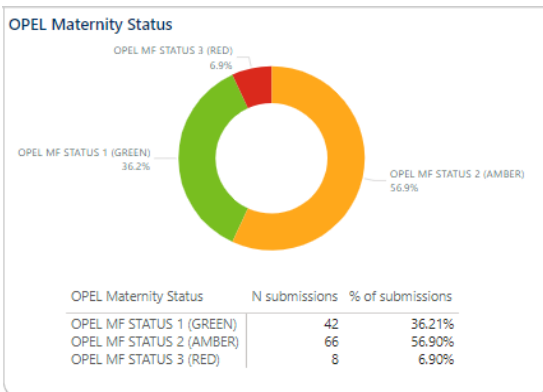 OPEL Maternity Status
OPEL MF STATUS 3 (RED)
6.9%
OPEL MF STATUS 1 (GREEN)
36.2%
OPEL MF STATUS 2 (AMBER)
56.9%
OPEL Maternity Status N submissions % of submissions
OPEL MF STATUS 1 (GREEN) 42 36.21%
OPEL MF STATUS 2 (AMBER) 66 56.90%
OPEL MF STATUS 3 (RED) 8 6.90%